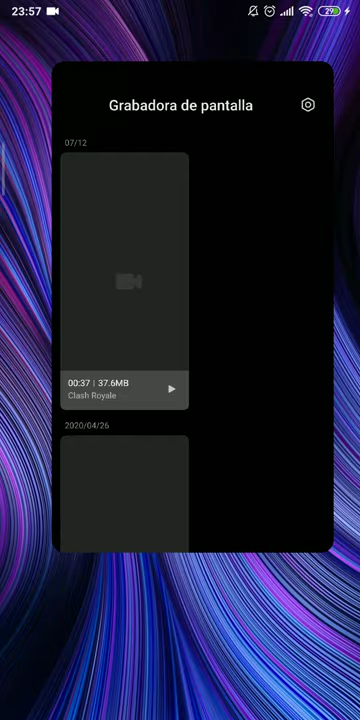 23:57
29
Grabadora de pantalla
07/12
00:37 | 37.6MB
Clash Royale
2020/04/26